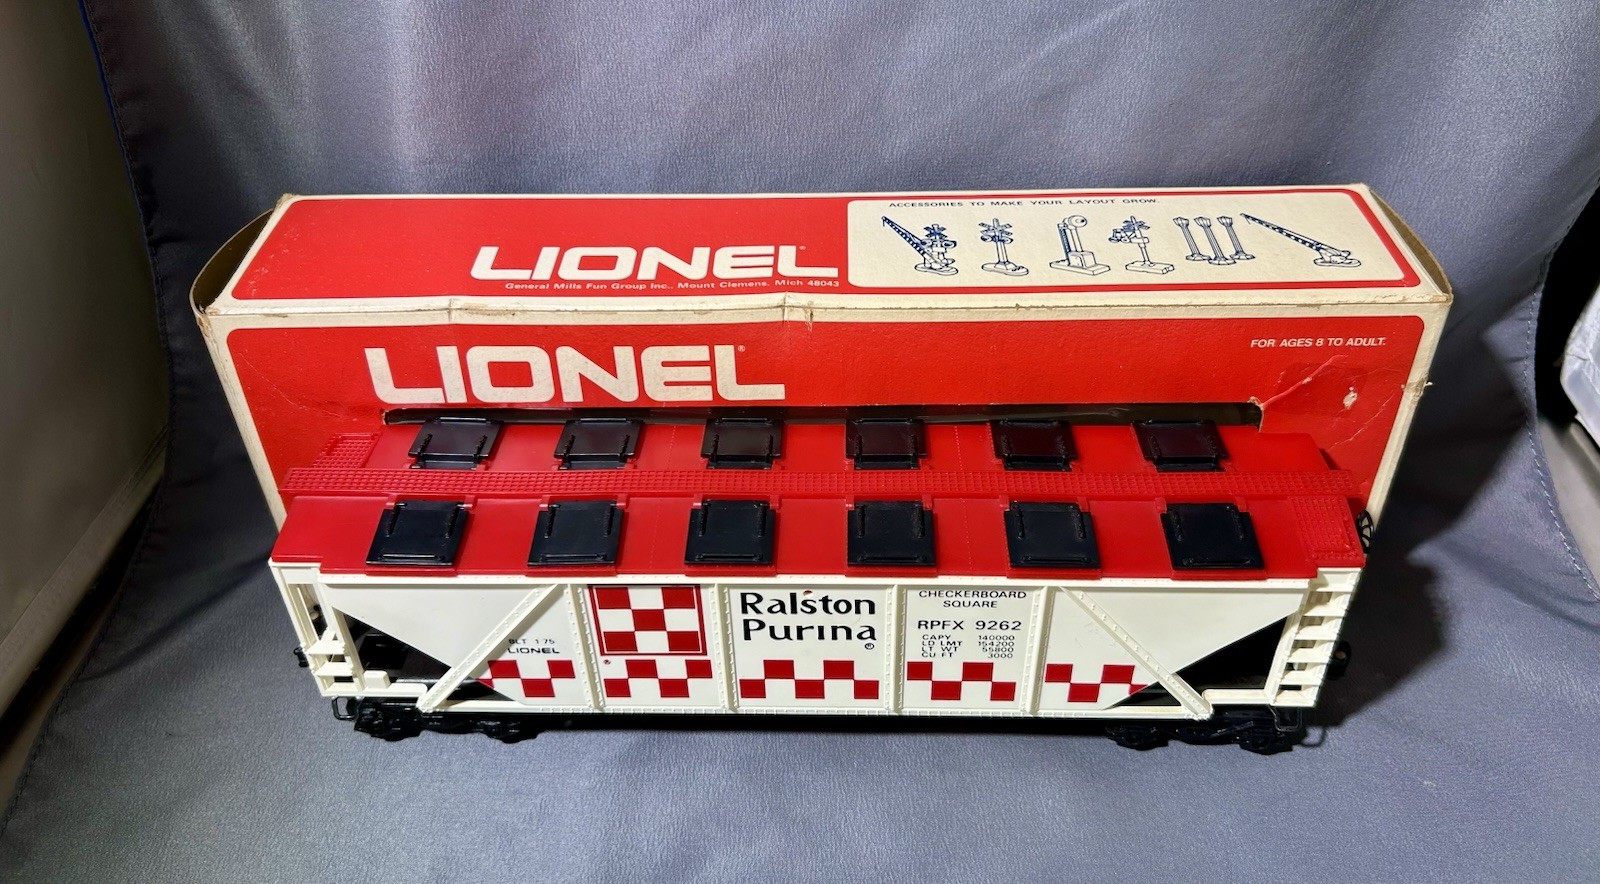 ACCESSORIES TO MAKE YOUR LAYOUT GROW.
LIONEL®
General Mills Fun Group Inc., Mount Clemens, Mich 48043
LIONEL®
FOR AGES 8 TO ADULT.
BLT 1-75
LIONEL
Ralston
Purina
®
CHECKERBOARD
SQUARE
RPFX 9262
CAPY 140000
LD LMT 154200
LT WT 55800
CU FT 3000